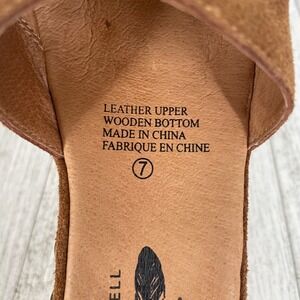 LEATHER UPPER
WOODEN BOTTOM
MADE IN CHINA
FABRIQUE EN CHINE
7